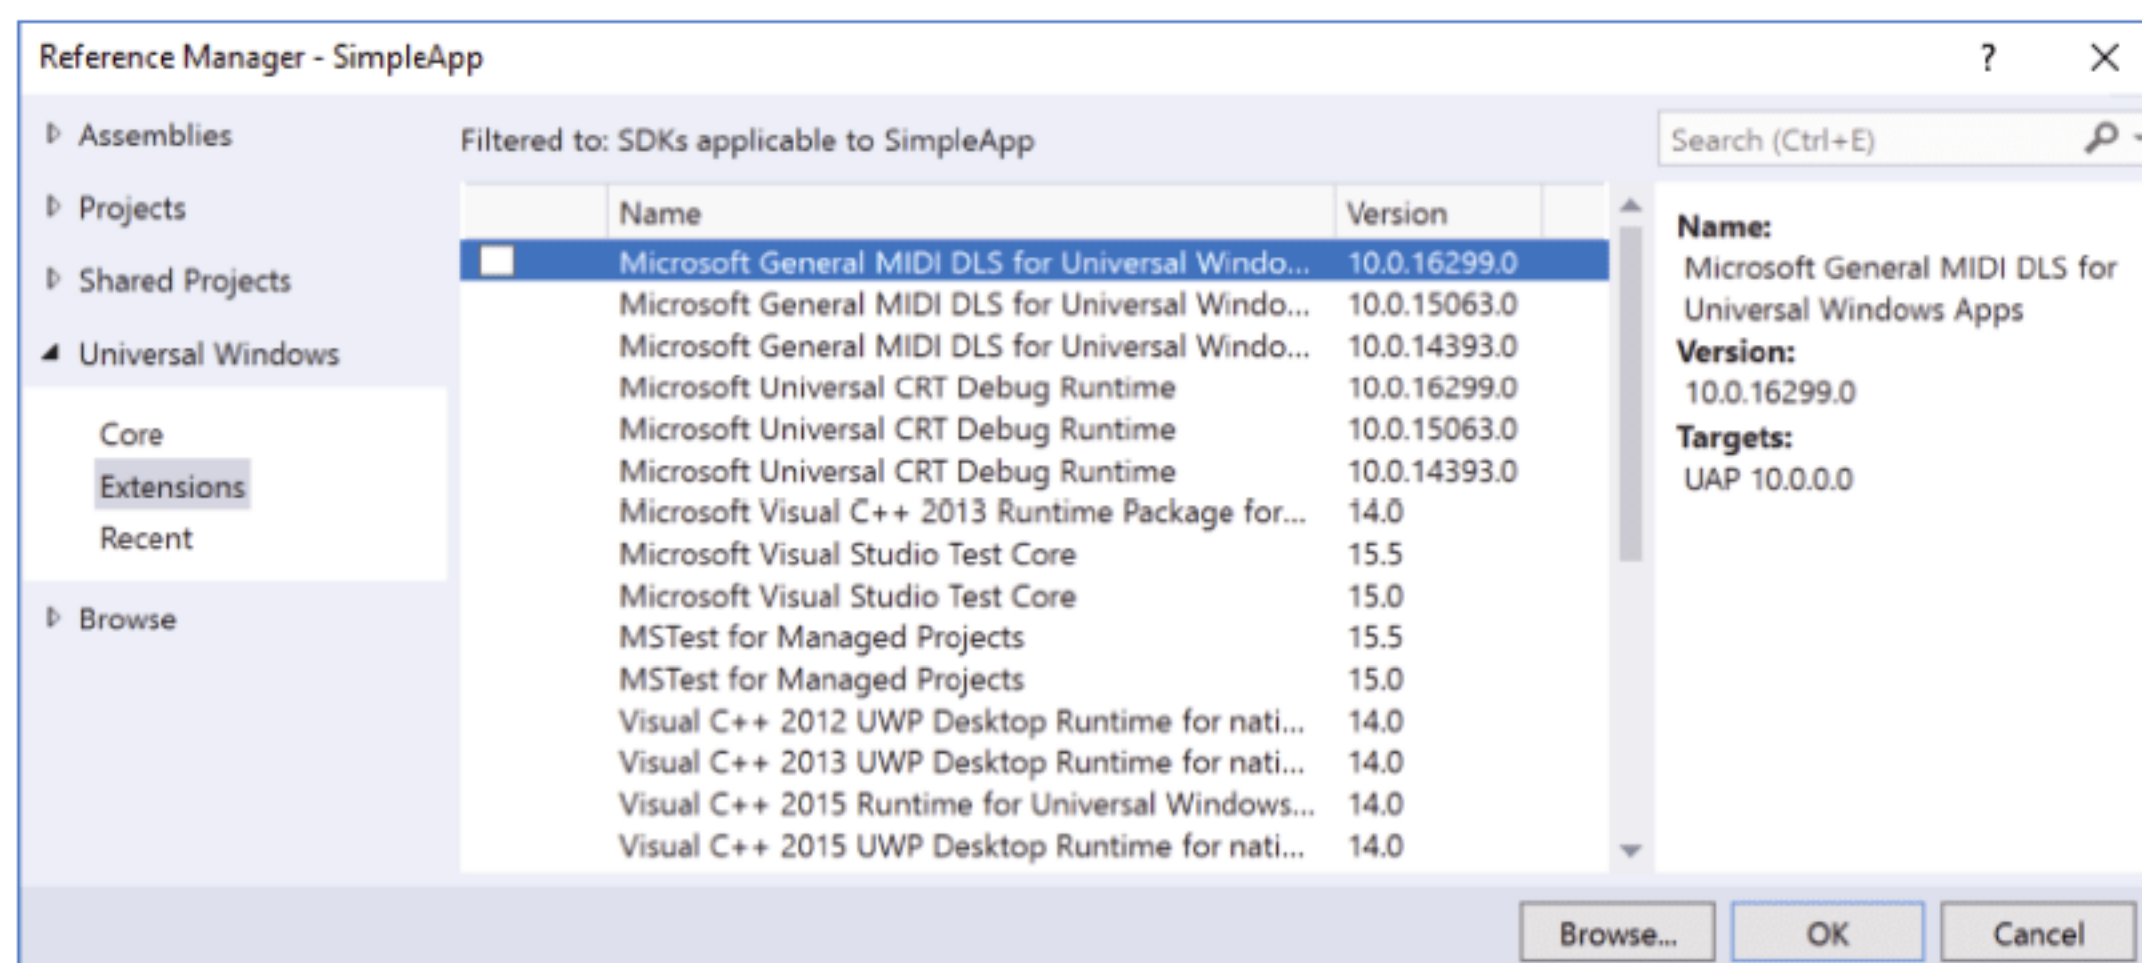 Reference Manager - SimpleApp
?
Assemblies
Projects
Shared Projects
Universal Windows
Core
Extensions
Recent
Browse
Filtered to: SDKs applicable to SimpleApp
Search (Ctrl+E)
Name Version
Microsoft General MIDI DLS for Universal Windo... 10.0.16299.0
Microsoft General MIDI DLS for Universal Windo... 10.0.15063.0
Microsoft General MIDI DLS for Universal Windo... 10.0.14393.0
Microsoft Universal CRT Debug Runtime 10.0.16299.0
Microsoft Universal CRT Debug Runtime 10.0.15063.0
Microsoft Universal CRT Debug Runtime 10.0.14393.0
Microsoft Visual C++ 2013 Runtime Package for... 14.0
Microsoft Visual Studio Test Core 15.5
Microsoft Visual Studio Test Core 15.0
MSTest for Managed Projects 15.5
MSTest for Managed Projects 15.0
Visual C++ 2012 UWP Desktop Runtime for nati... 14.0
Visual C++ 2013 UWP Desktop Runtime for nati... 14.0
Visual C++ 2015 Runtime for Universal Windows... 14.0
Visual C++ 2015 UWP Desktop Runtime for nati... 14.0
Name:
Microsoft General MIDI DLS for
Universal Windows Apps
Version:
10.0.16299.0
Targets:
UAP 10.0.0.0
Browse... OK Cancel